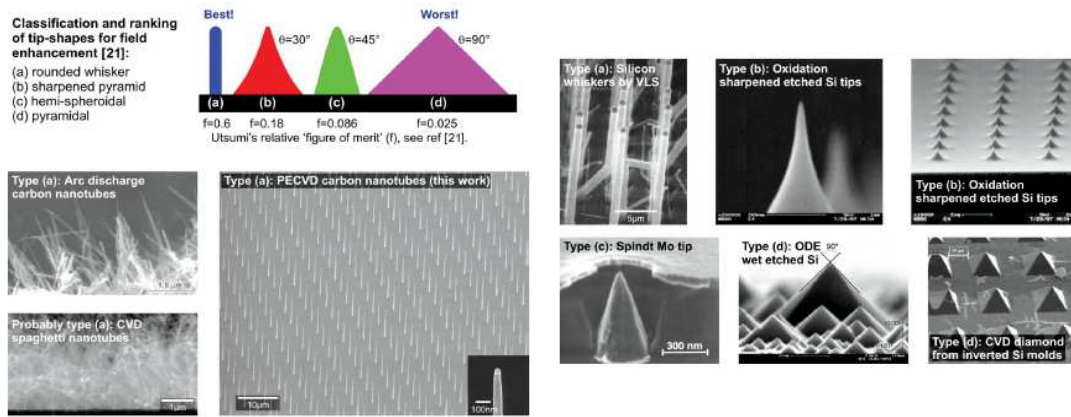 Classification and ranking
of tip-shapes for field
enhancement [21]:
(a) rounded whisker
(b) sharpened pyramid
(c) hemi-spheroidal
(d) pyramidal
Best!
Worst!
θ=30°
θ=45°
θ=90°
(a)
(b)
(c)
(d)
f=0.6
f=0.18
f=0.086
f=0.025
Utsumi's relative 'figure of merit' (f), see ref [21].
Type (a): Arc discharge
carbon nanotubes
Probably type (a): CVD
spaghetti nanotubes
1µm
Type (a): PECVD carbon nanotubes (this work)
10µm
100nm
Type (a): Silicon
whiskers by VLS
5µm
Type (b): Oxidation
sharpened etched Si tips
Type (b): Oxidation
sharpened etched Si tips
Type (c): Spindt Mo tip
300 nm
Type (d): ODE
wet etched Si
90°
Type (d): CVD diamond
from inverted Si molds